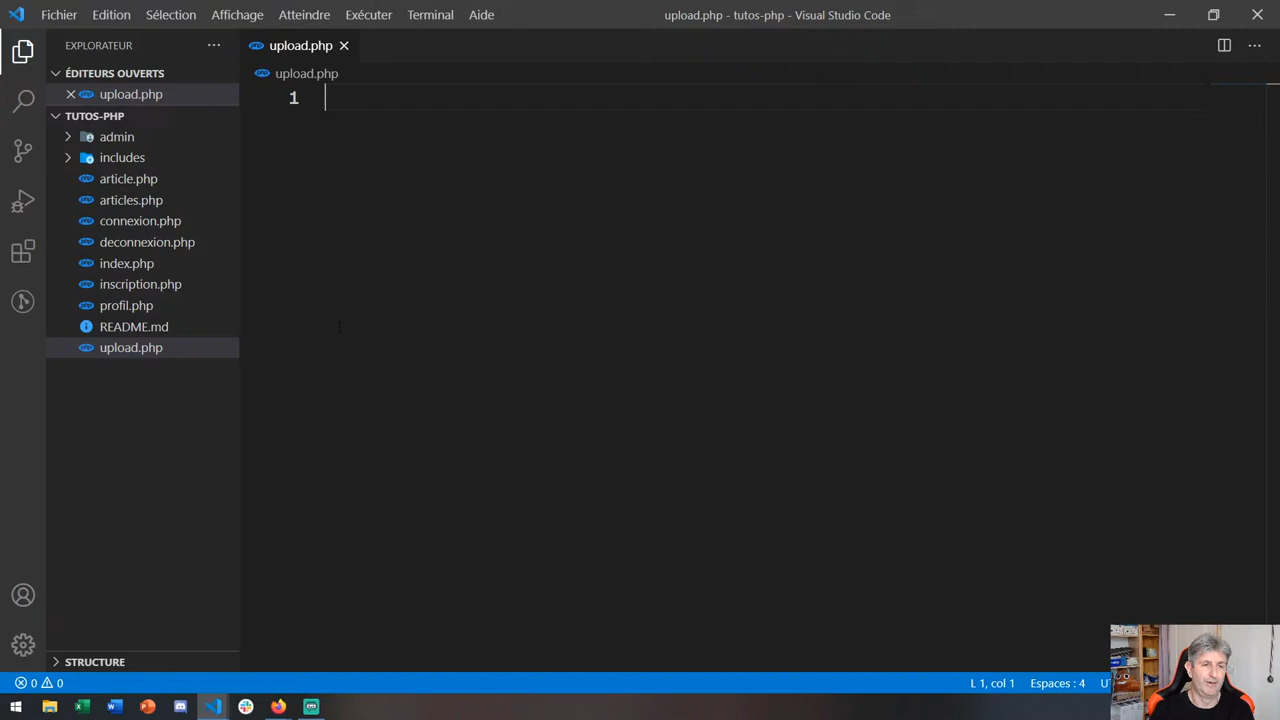 Fichier Edition Sélection Affichage Atteindre Exécuter Terminal Aide upload.php - tutos-php - Visual Studio Code
EXPLORATEUR
upload.php
ÉDITEURS OUVERTS
upload.php
upload.php
1
TUTOS-PHP
admin
includes
article.php
articles.php
connexion.php
deconnexion.php
index.php
inscription.php
profil.php
README.md
upload.php
STRUCTURE
0 0 L 1, col 1 Espaces : 4